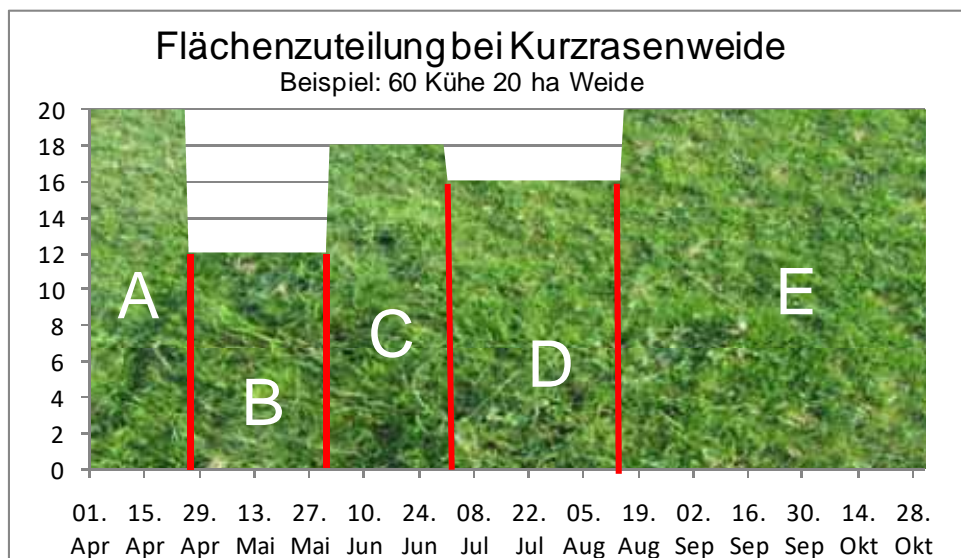 Flächenzuteilung bei Kurzrasenweide
Beispiel: 60 Kühe 20 ha Weide
20
18
16
14
12
10
8
6
4
2
0
A
B
C
D
E
01. 15. 29. 13. 27. 10. 24. 08. 22. 05. 19. 02. 16. 30. 14. 28.
Apr Apr Apr Mai Mai Jun Jun Jul Jul Aug Aug Sep Sep Sep Okt Okt